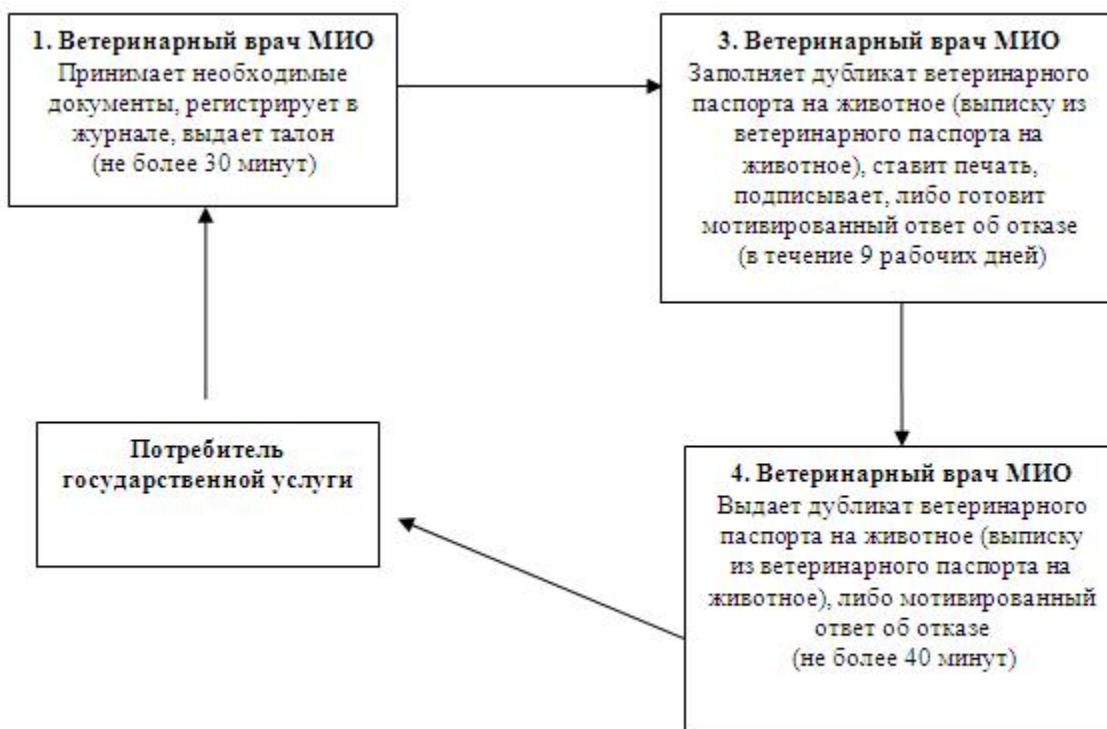 1. Ветеринарный врач МИО
Принимает необходимые
документы, регистрирует в
журнале, выдает талон
(не более 30 минут)
3. Ветеринарный врач МИО
Заполняет дубликат ветеринарного
паспорта на животное (выписку из
ветеринарного паспорта на
животное), ставит печать,
подписывает, либо готовит
мотивированный ответ об отказе
(в течение 9 рабочих дней)
Потребитель
государственной услуги
4. Ветеринарный врач МИО
Выдает дубликат ветеринарного
паспорта на животное (выписку
из ветеринарного паспорта на
животное), либо мотивированный
ответ об отказе
(не более 40 минут)